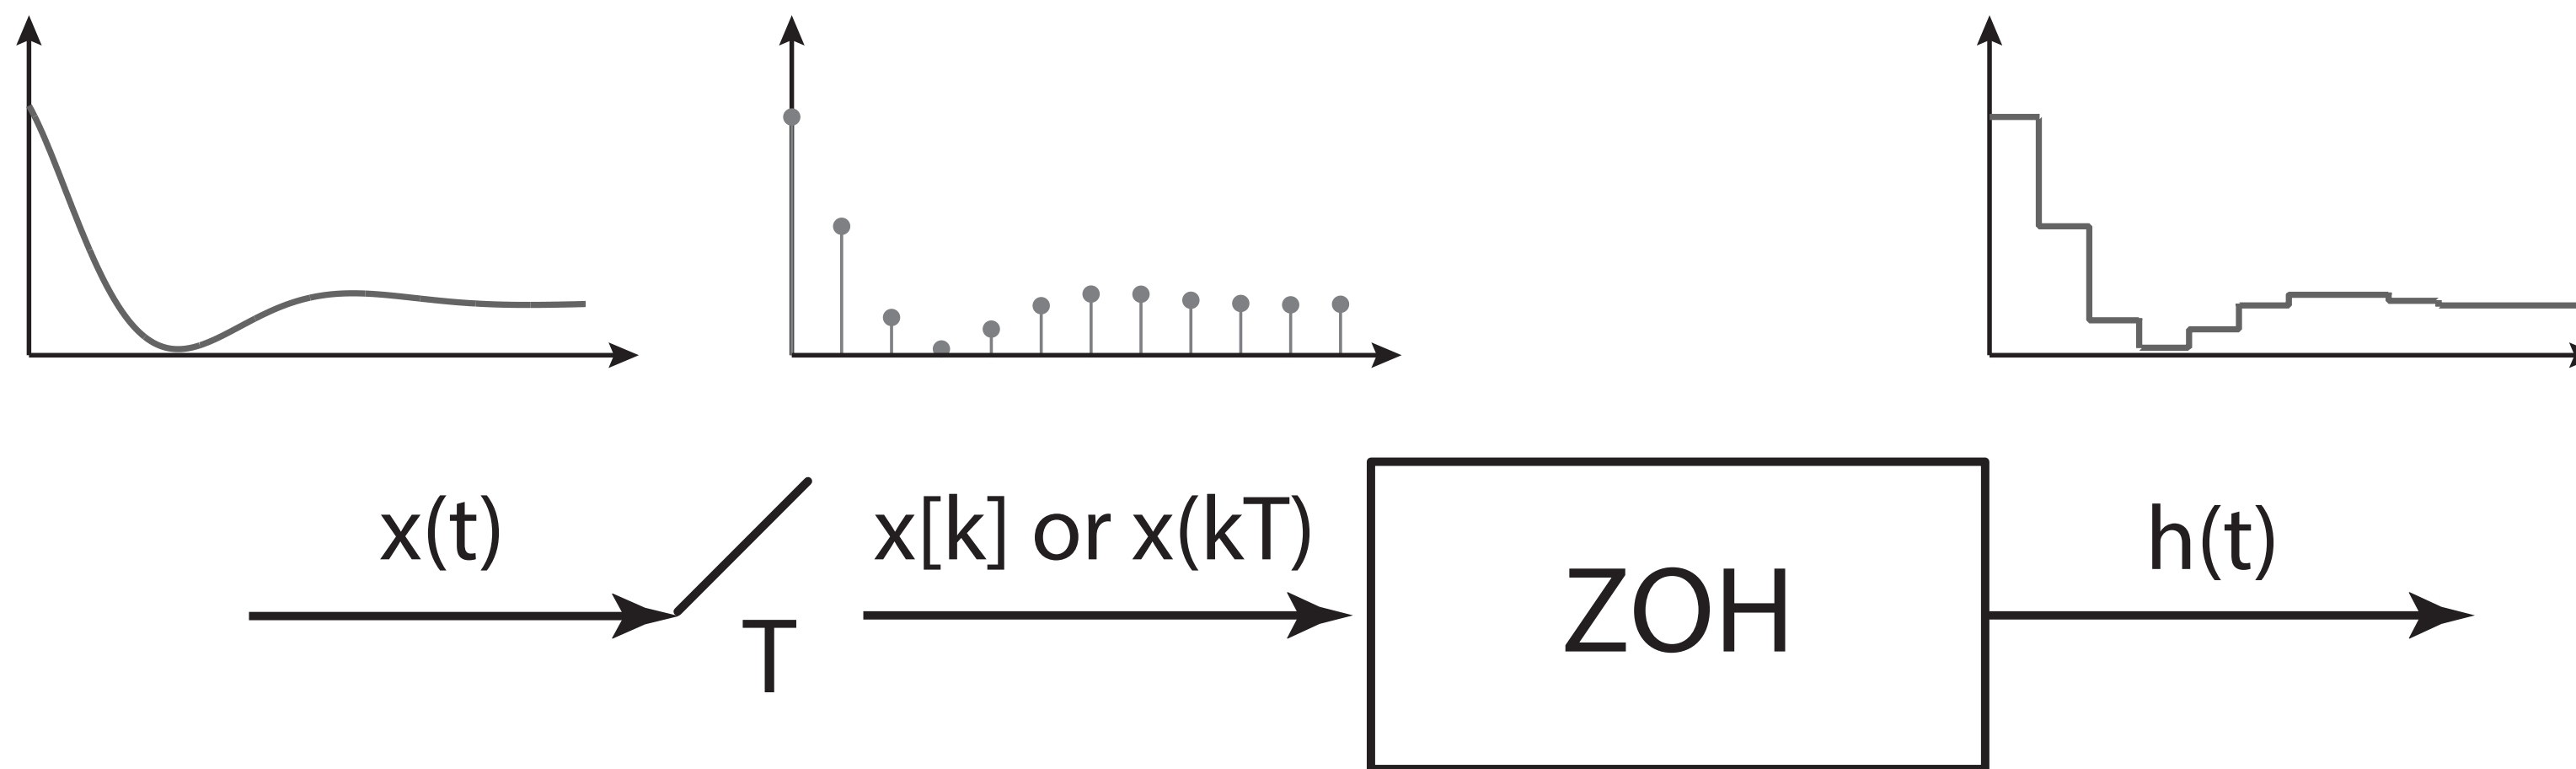 x(t)
x[k] or x(kT)
h(t)
T
ZOH